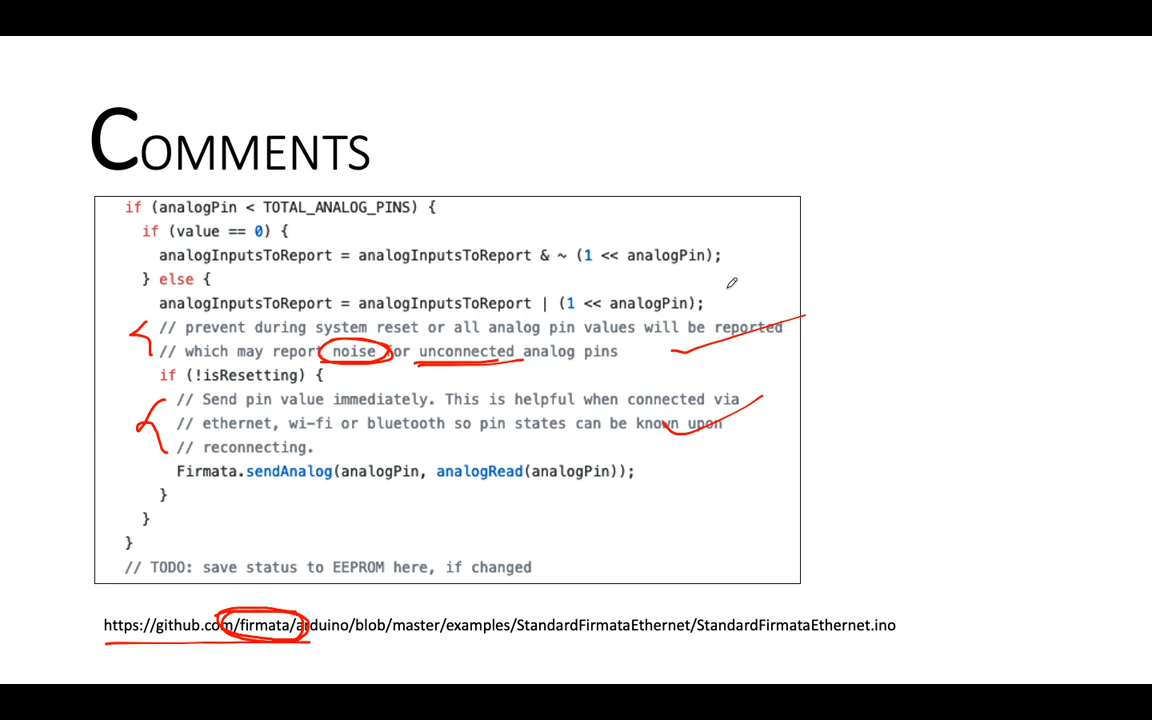 COMMENTS
if (analogPin < TOTAL_ANALOG_PINS) {
if (value == 0) {
analogInputsToReport = analogInputsToReport & ~ (1 << analogPin);
} else {
analogInputsToReport = analogInputsToReport | (1 << analogPin);
// prevent during system reset or all analog pin values will be reported
// which may report noise for unconnected analog pins
if (!isResetting) {
// Send pin value immediately. This is helpful when connected via
// ethernet, wi-fi or bluetooth so pin states can be known upon
// reconnecting.
Firmata.sendAnalog(analogPin, analogRead(analogPin));
}
}
}
// TODO: save status to EEPROM here, if changed
https://github.com/firmata/arduino/blob/master/examples/StandardFirmataEthernet/StandardFirmataEthernet.ino